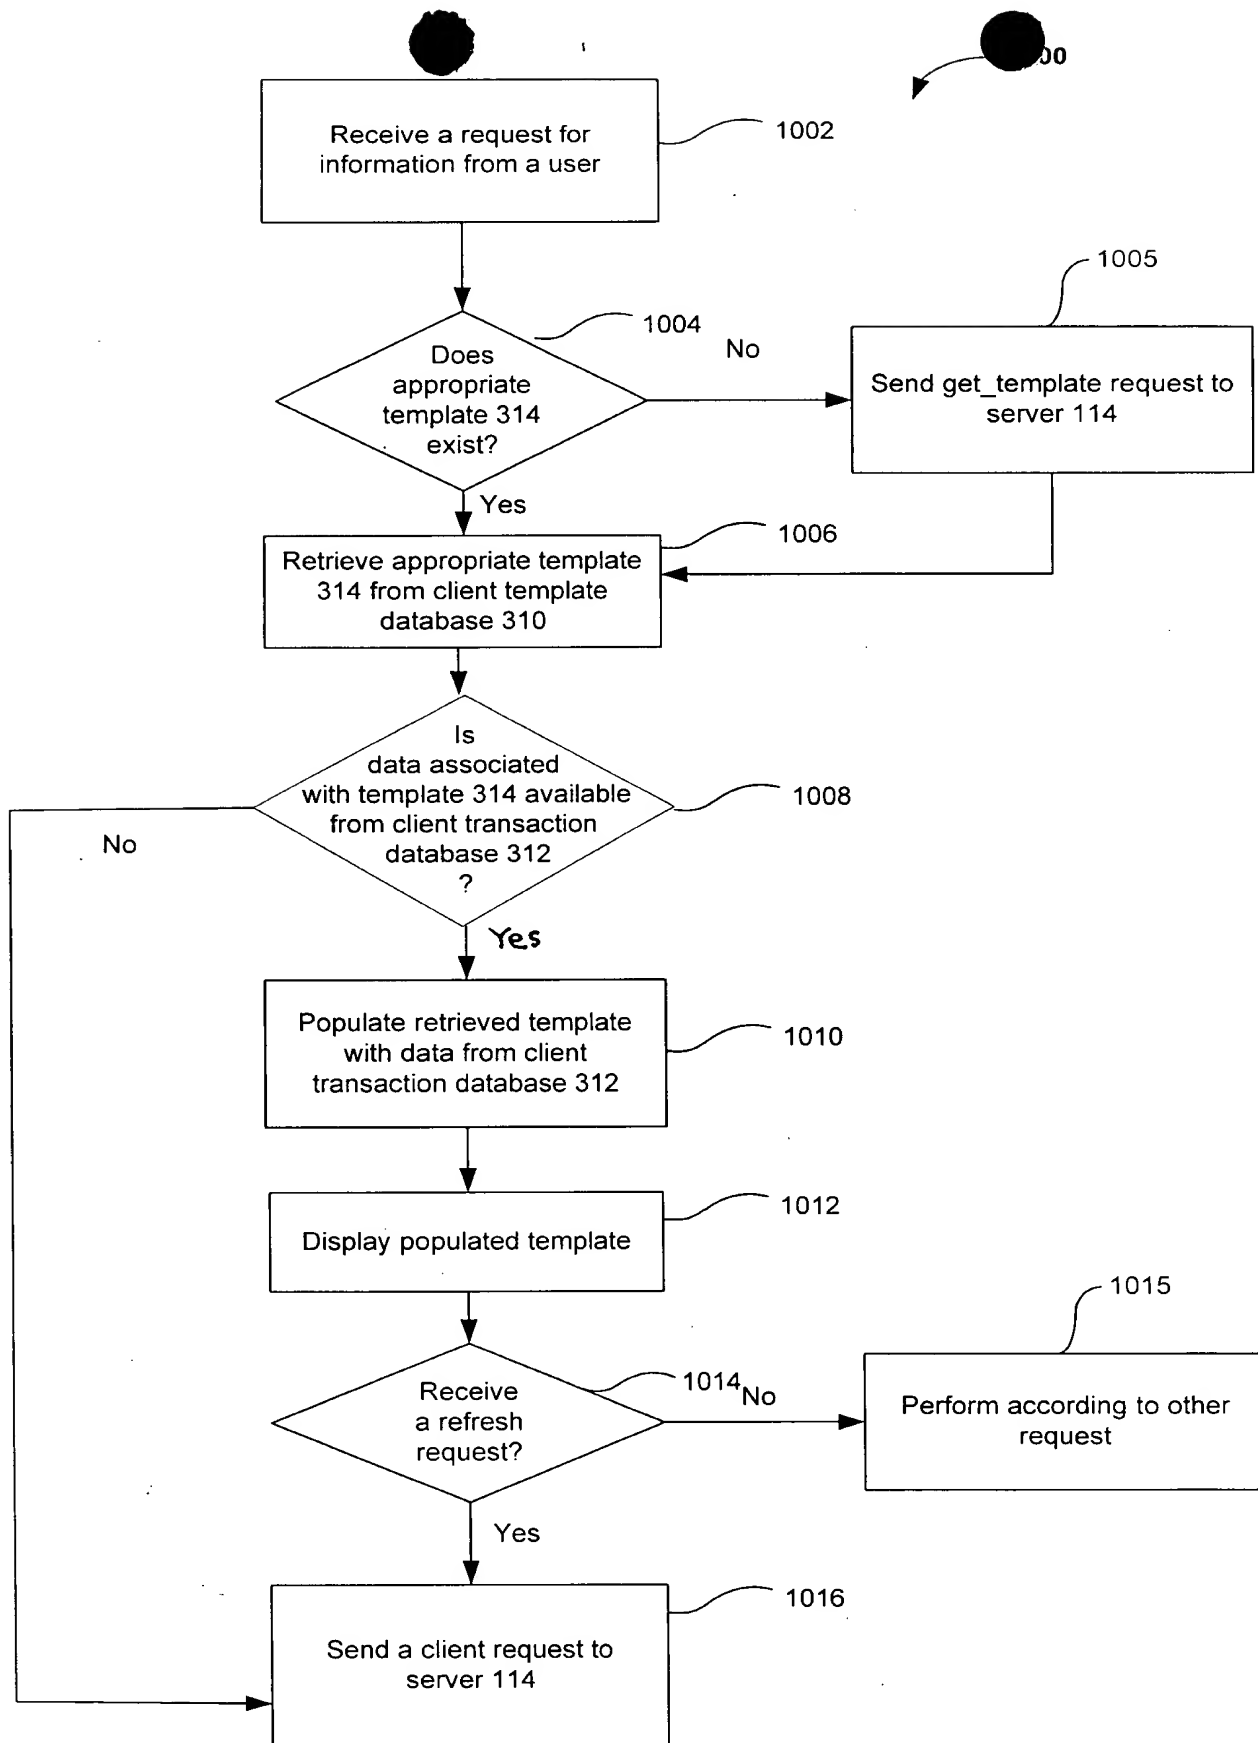 00
Receive a request for
information from a user
1002
1005
1004
No
Does
appropriate
template 314
exist?
Send get_template request to
server 114
Yes
1006
Retrieve appropriate template
314 from client template
database 310
Is
data associated
with template 314 available
from client transaction
database 312
?
1008
No
Yes
Populate retrieved template
with data from client
transaction database 312
1010
1012
Display populated template
1015
1014
No
Receive
a refresh
request?
Perform according to other
request
Yes
1016
Send a client request to
server 114